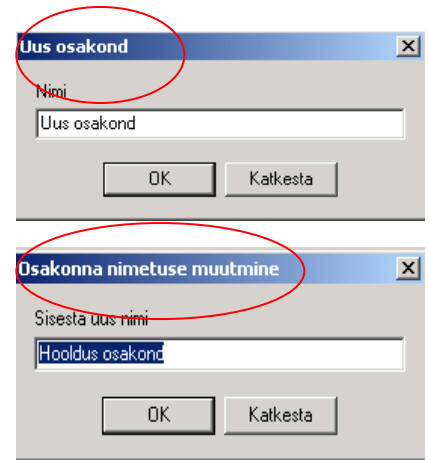 Uus osakond
Nimi
Uus osakond
OK Katkesta
Osakonna nimetuse muutmine
Sisesta uus nimi
Hooldus osakond
OK Katkesta